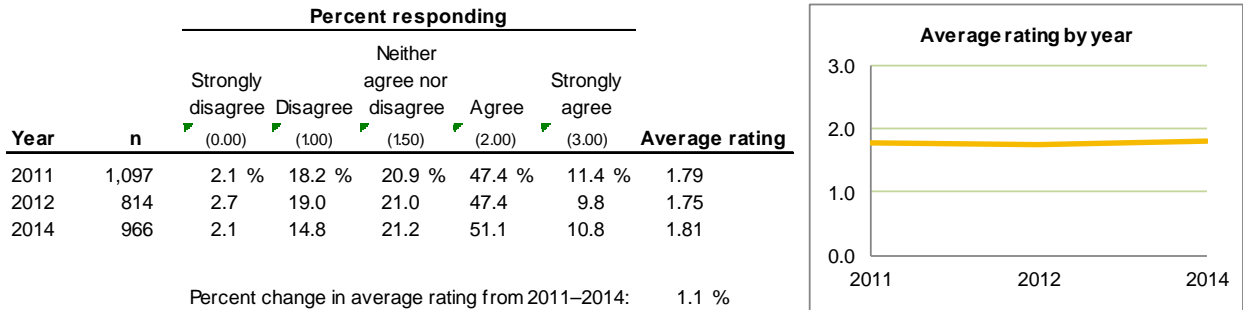 Percent responding
Strongly disagree
Disagree
Neither agree nor disagree
Agree
Strongly agree
Year n (0.00) (1.00) (1.50) (2.00) (3.00) Average rating
2011 1,097 2.1 % 18.2 % 20.9 % 47.4 % 11.4 % 1.79
2012 814 2.7 19.0 21.0 47.4 9.8 1.75
2014 966 2.1 14.8 21.2 51.1 10.8 1.81
Percent change in average rating from 2011–2014: 1.1 %
Average rating by year
3.0
2.0
1.0
0.0
2011 2012 2014